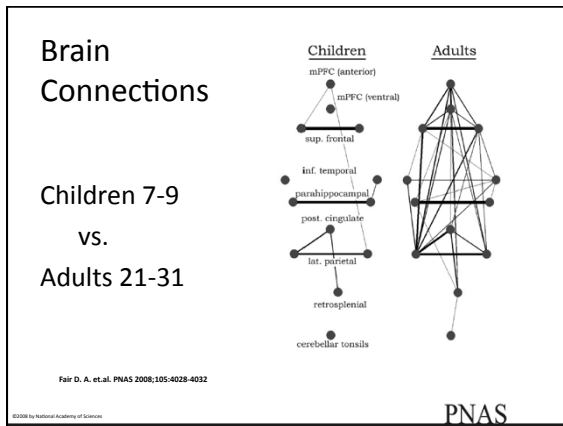 Brain
Connections
Children 7-9
vs.
Adults 21-31
Children
Adults
mPFC (anterior)
mPFC (ventral)
sup. frontal
inf. temporal
parahippocampal
post. cingulate
lat. parietal
retrosplenial
cerebellar tonsils
Fair D. A. et.al. PNAS 2008;105:4028-4032
©2008 by National Academy of Sciences
PNAS